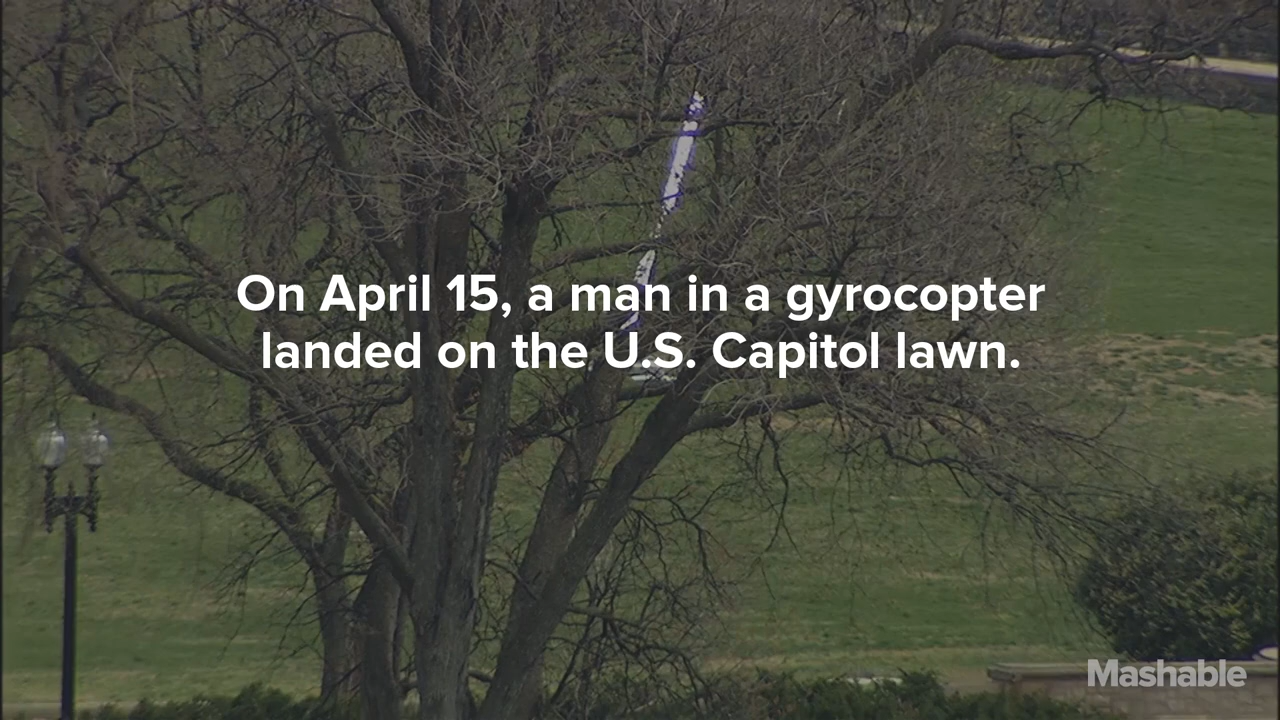 On April 15, a man in a gyrocopter
landed on the U.S. Capitol lawn.
Mashable